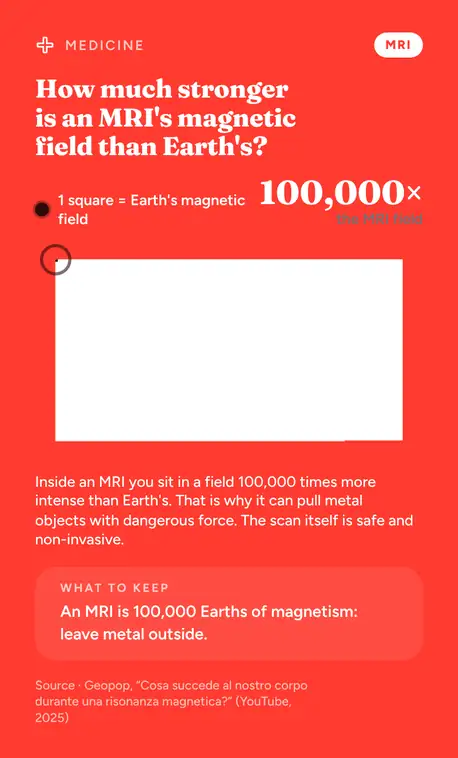 MEDICINE
MRI
How much stronger
is an MRI's magnetic
field than Earth's?
1 square = Earth's magnetic
field
100,000×
the MRI field
Inside an MRI you sit in a field 100,000 times more
intense than Earth's. That is why it can pull metal
objects with dangerous force. The scan itself is safe and
non-invasive.
WHAT TO KEEP
An MRI is 100,000 Earths of magnetism:
leave metal outside.
Source · Geopop, “Cosa succede al nostro corpo
durante una risonanza magnetica?” (YouTube,
2025)